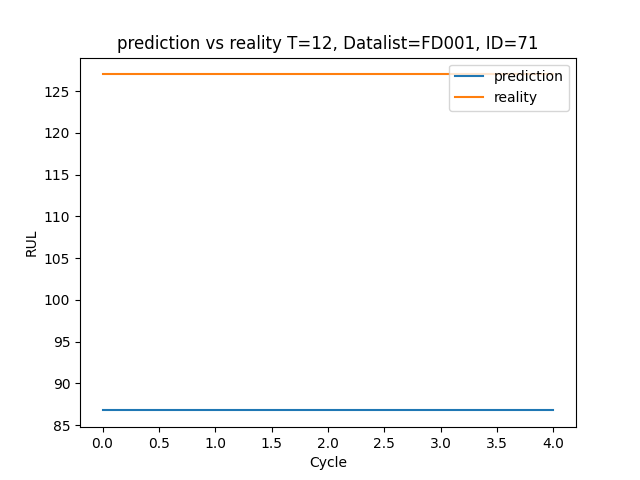 prediction vs reality T=12, Datalist=FD001, ID=71
prediction
reality
125
120
115
110
105
100
95
90
85
RUL
0.0 0.5 1.0 1.5 2.0 2.5 3.0 3.5 4.0
Cycle